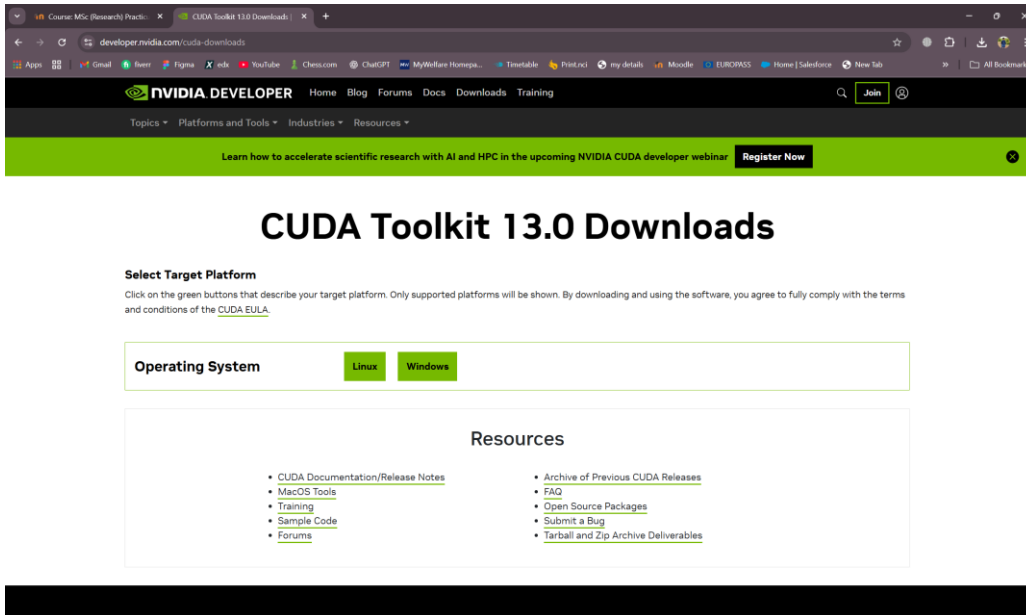 Course: MSc (Research) Practic
CUDA Toolkit 13.0 Downloads |
developer.nvidia.com/cuda-downloads
Apps
Gmail
fiverr
Figma
edx
YouTube
Chess.com
ChatGPT
MyWelfare Homepa...
Timetable
Print.nci
my details
Moodle
EUROPASS
Home | Salesforce
New Tab
»
All Bookmark
NVIDIA. DEVELOPER Home Blog Forums Docs Downloads Training Join
Topics Platforms and Tools Industries Resources
Learn how to accelerate scientific research with AI and HPC in the upcoming NVIDIA CUDA developer webinar Register Now
CUDA Toolkit 13.0 Downloads
Select Target Platform
Click on the green buttons that describe your target platform. Only supported platforms will be shown. By downloading and using the software, you agree to fully comply with the terms
and conditions of the CUDA EULA.
Operating System Linux Windows
Resources
• CUDA Documentation/Release Notes
• MacOS Tools
• Training
• Sample Code
• Forums
• Archive of Previous CUDA Releases
• FAQ
• Open Source Packages
• Submit a Bug
• Tarball and Zip Archive Deliverables